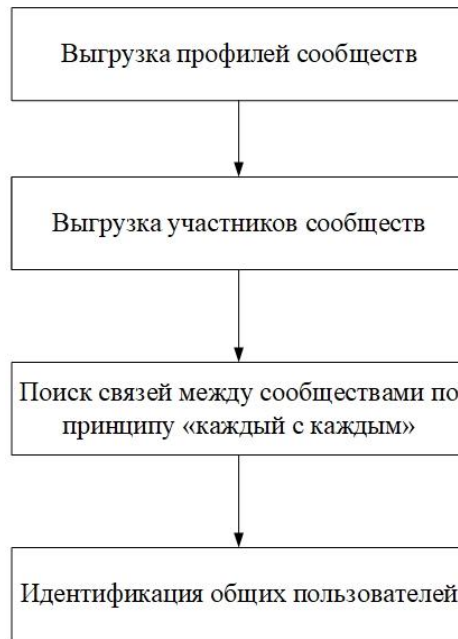 Выгрузка профилей сообществ
Выгрузка участников сообществ
Поиск связей между сообществами по
принципу «каждый с каждым»
Идентификация общих пользователей